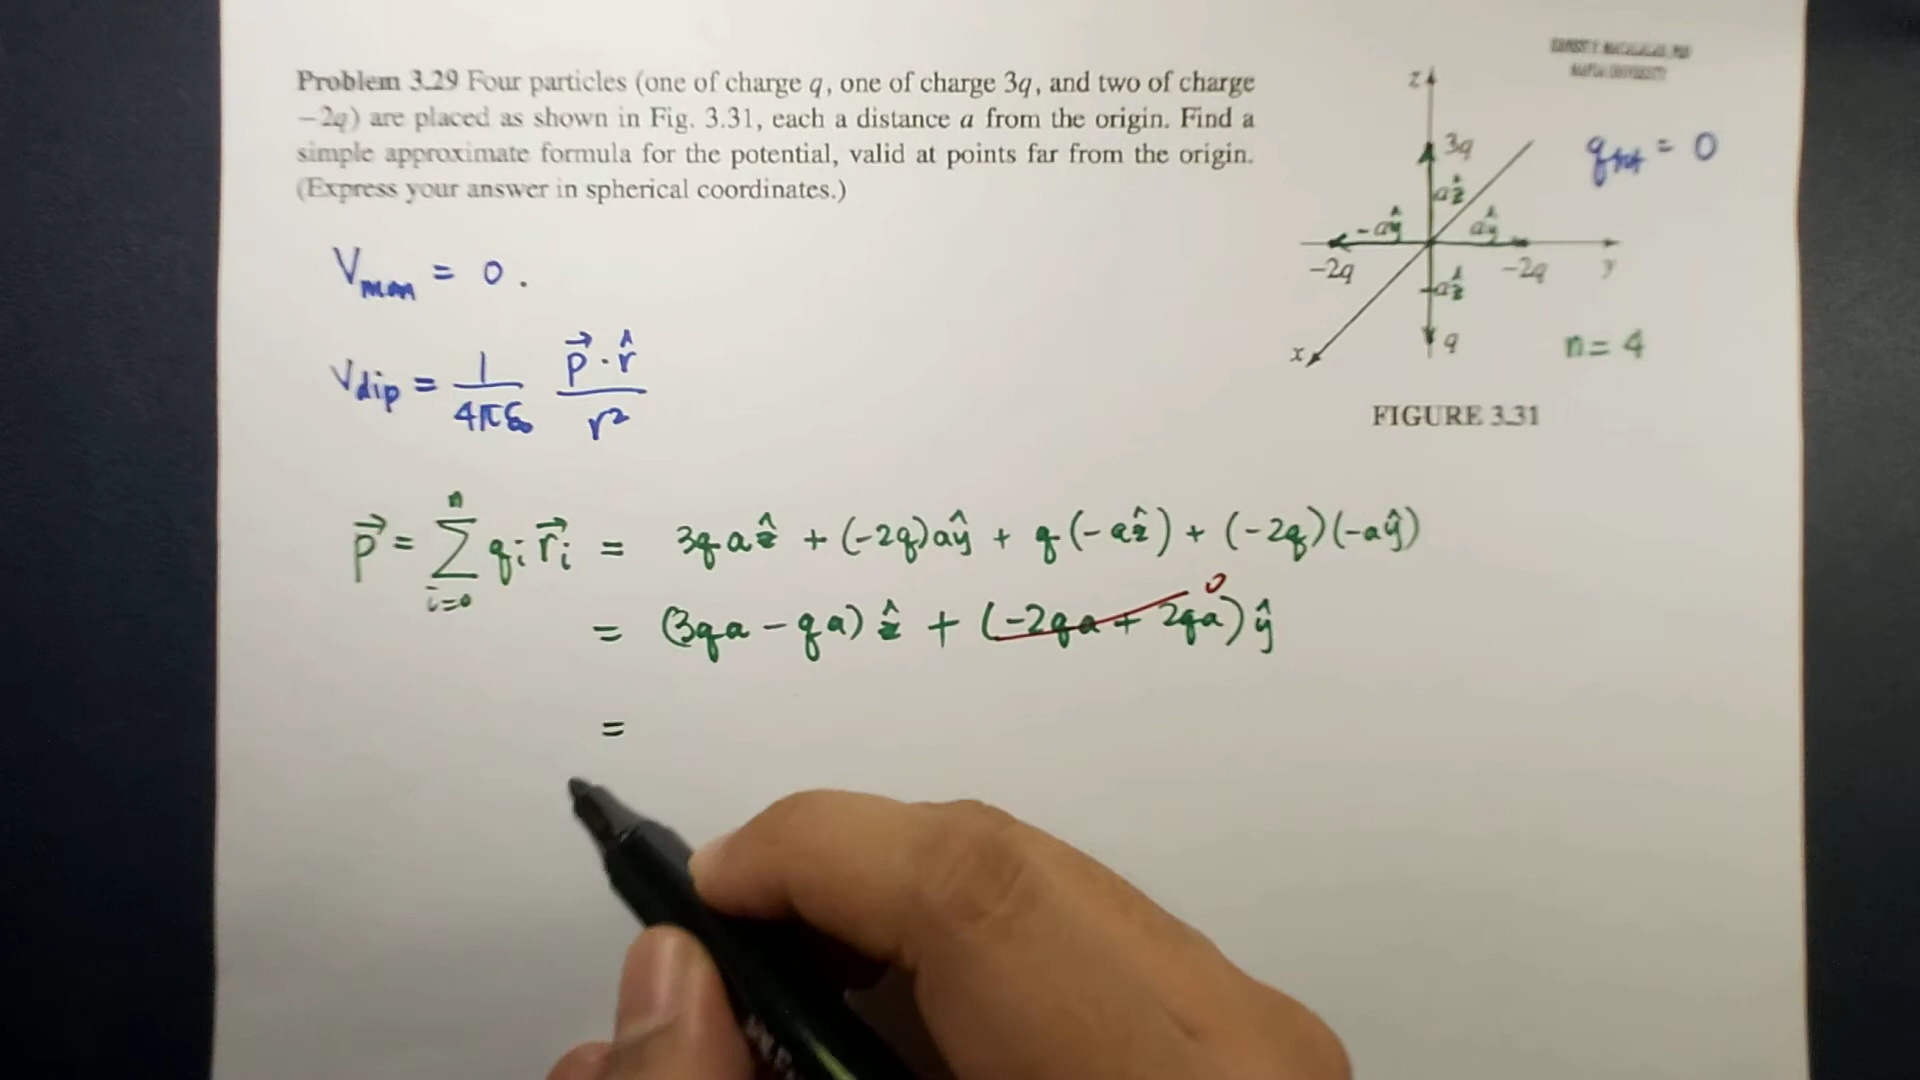 Problem 3.29 Four particles (one of charge q, one of charge 3q, and two of charge
−2q) are placed as shown in Fig. 3.31, each a distance a from the origin. Find a
simple approximate formula for the potential, valid at points far from the origin.
(Express your answer in spherical coordinates.)
z
3q
aẑ
q_tot = 0
-aŷ
aŷ
−2q
−2q
y
aẑ
x
q
n = 4
FIGURE 3.31
V_mon = 0.
V_dip = 1/(4πε₀) (p⃗ · r̂)/r²
p⃗ = Σ_{i=0}^{n} q_i r⃗_i = 3qaẑ + (-2q)aŷ + q(-aẑ) + (-2q)(-aŷ)
= (3qa - qa)ẑ + (-2qa + 2qa)ŷ 0
=